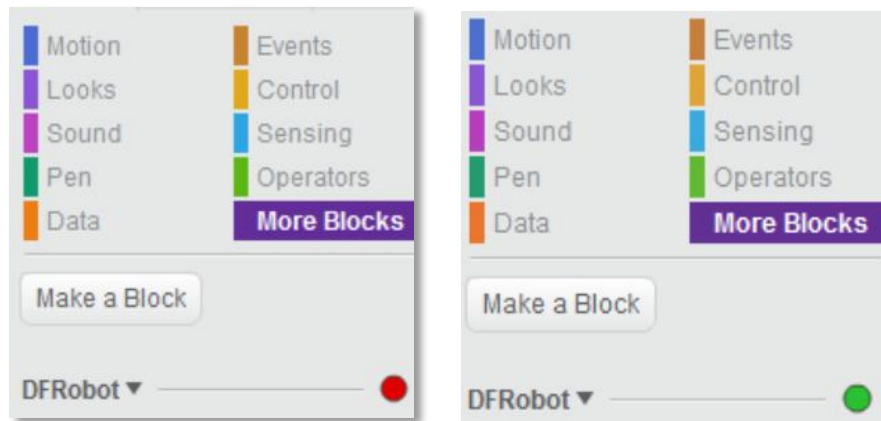 Motion Events
Looks Control
Sound Sensing
Pen Operators
Data More Blocks
Make a Block
DFRobot
Motion Events
Looks Control
Sound Sensing
Pen Operators
Data More Blocks
Make a Block
DFRobot